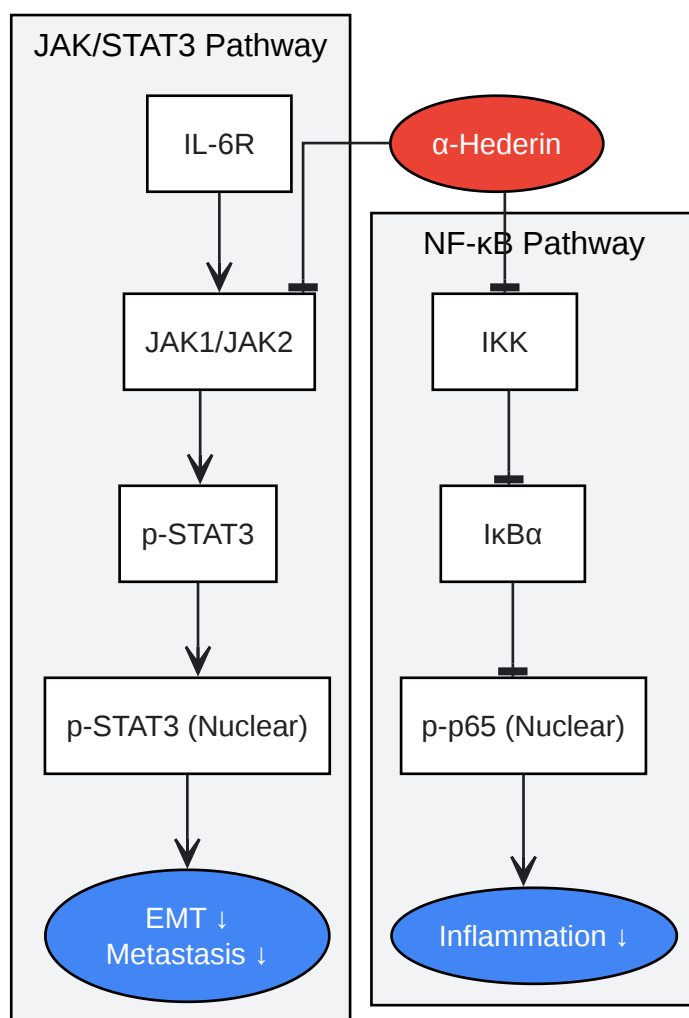 JAK/STAT3 Pathway
IL-6R
α-Hederin
NF-κB Pathway
JAK1/JAK2
IKK
p-STAT3
IκBα
p-STAT3 (Nuclear)
p-p65 (Nuclear)
EMT ↓
Metastasis ↓
Inflammation ↓